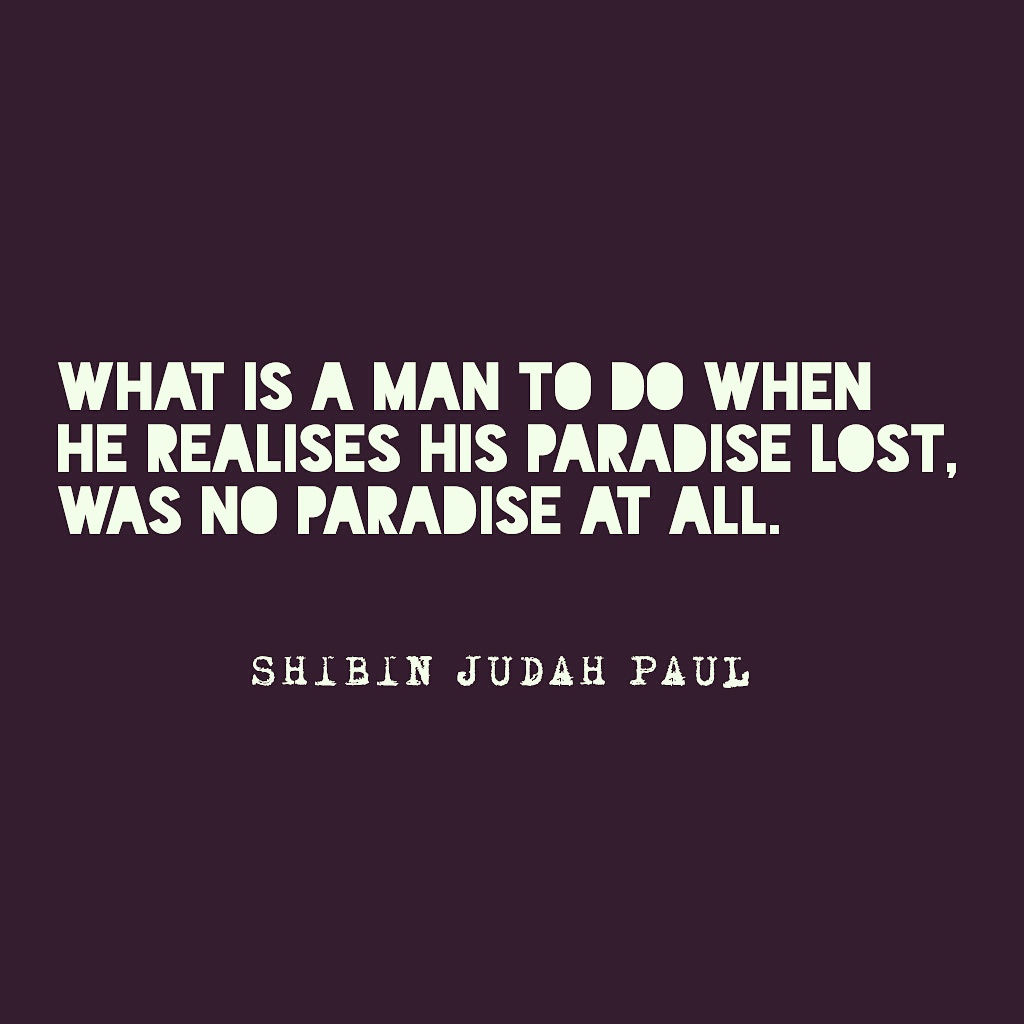 WHAT IS A MAN TO DO WHEN
HE REALISES HIS PARADISE LOST,
WAS NO PARADISE AT ALL.
SHIBIN JUDAH PAUL